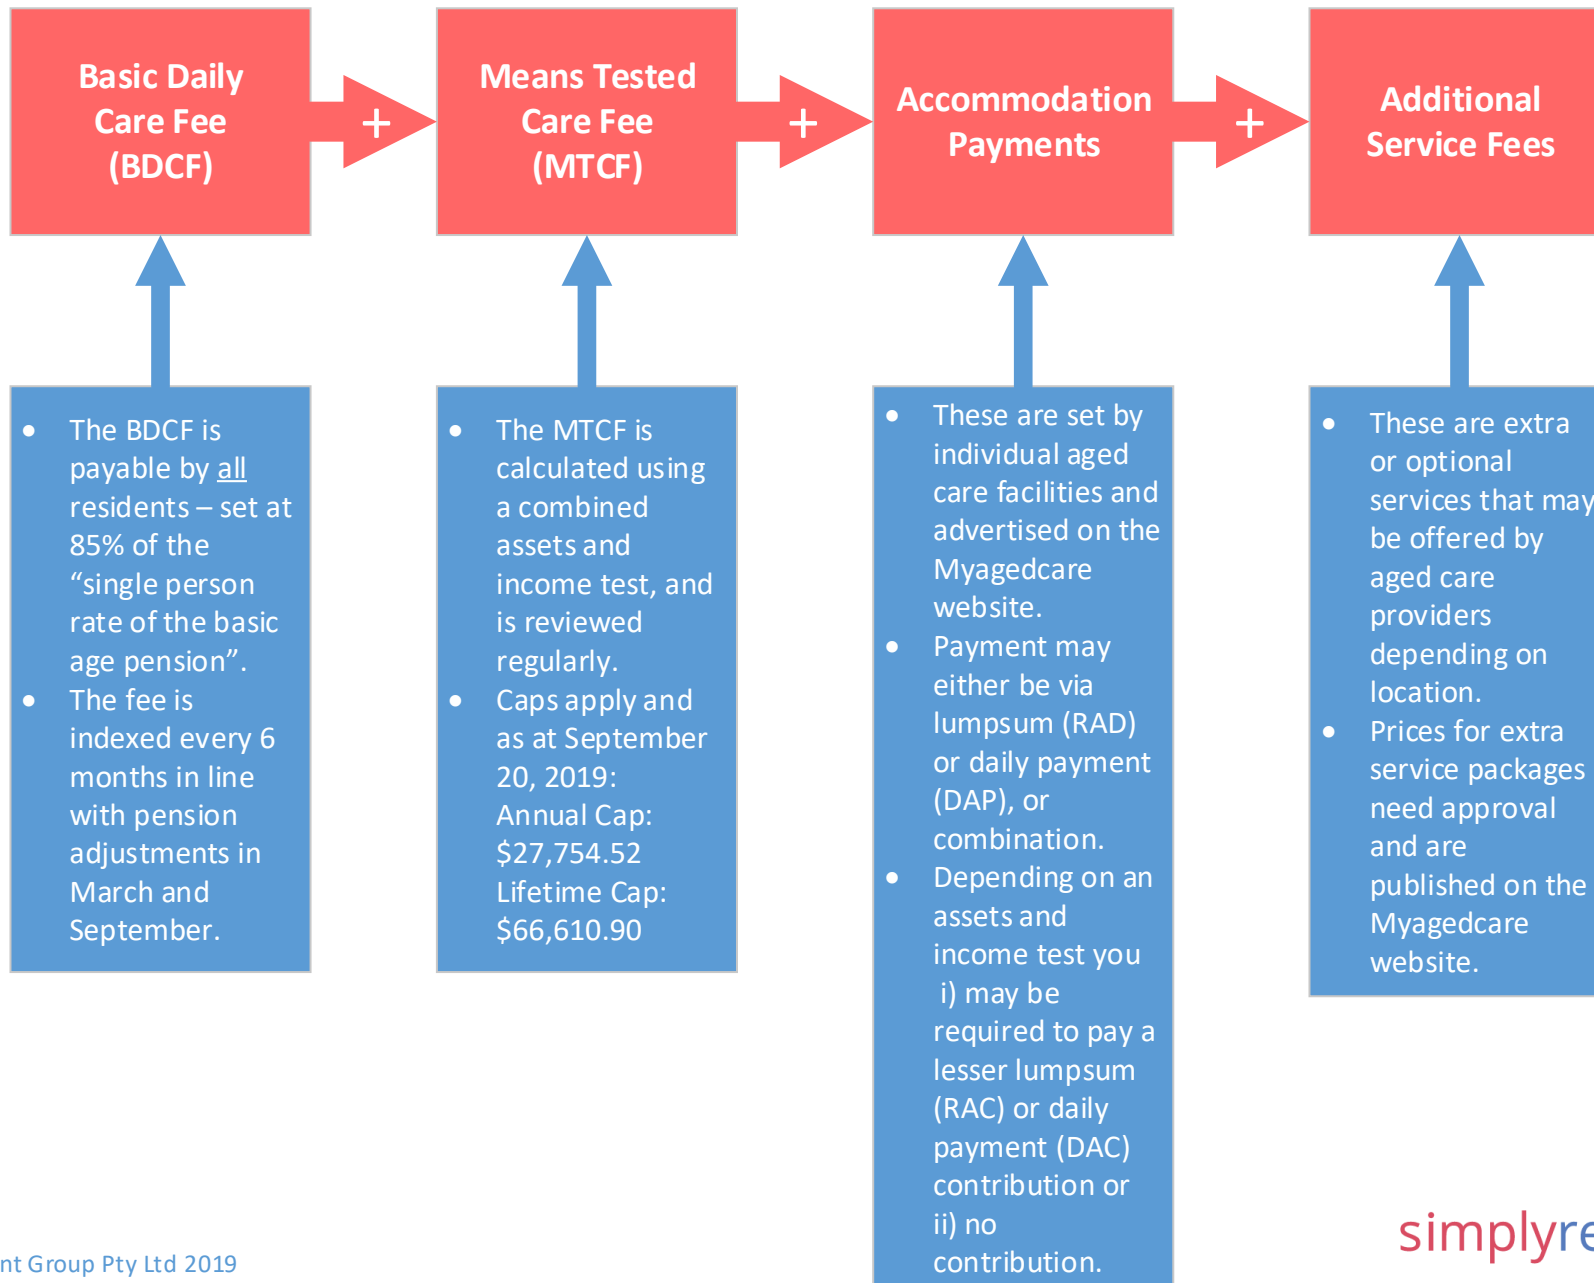 Basic Daily
Care Fee
(BDCF)
+
Means Tested
Care Fee
(MTCF)
+
Accommodation
Payments
+
Additional
Service Fees
• The BDCF is
payable by all
residents – set at
85% of the
“single person
rate of the basic
age pension”.
• The fee is
indexed every 6
months in line
with pension
adjustments in
March and
September.
• The MTCF is
calculated using
a combined
assets and
income test, and
is reviewed
regularly.
• Caps apply and
as at September
20, 2019:
Annual Cap:
$27,754.52
Lifetime Cap:
$66,610.90
• These are set by
individual aged
care facilities and
advertised on the
Myagedcare
website.
• Payment may
either be via
lumpsum (RAD)
or daily payment
(DAP), or
combination.
• Depending on an
assets and
income test you
i) may be
required to pay a
lesser lumpsum
(RAC) or daily
payment (DAC)
contribution or
ii) no
contribution.
• These are extra
or optional
services that may
be offered by
aged care
providers
depending on
location.
• Prices for extra
service packages
need approval
and are
published on the
Myagedcare
website.
nt Group Pty Ltd 2019
simplyre